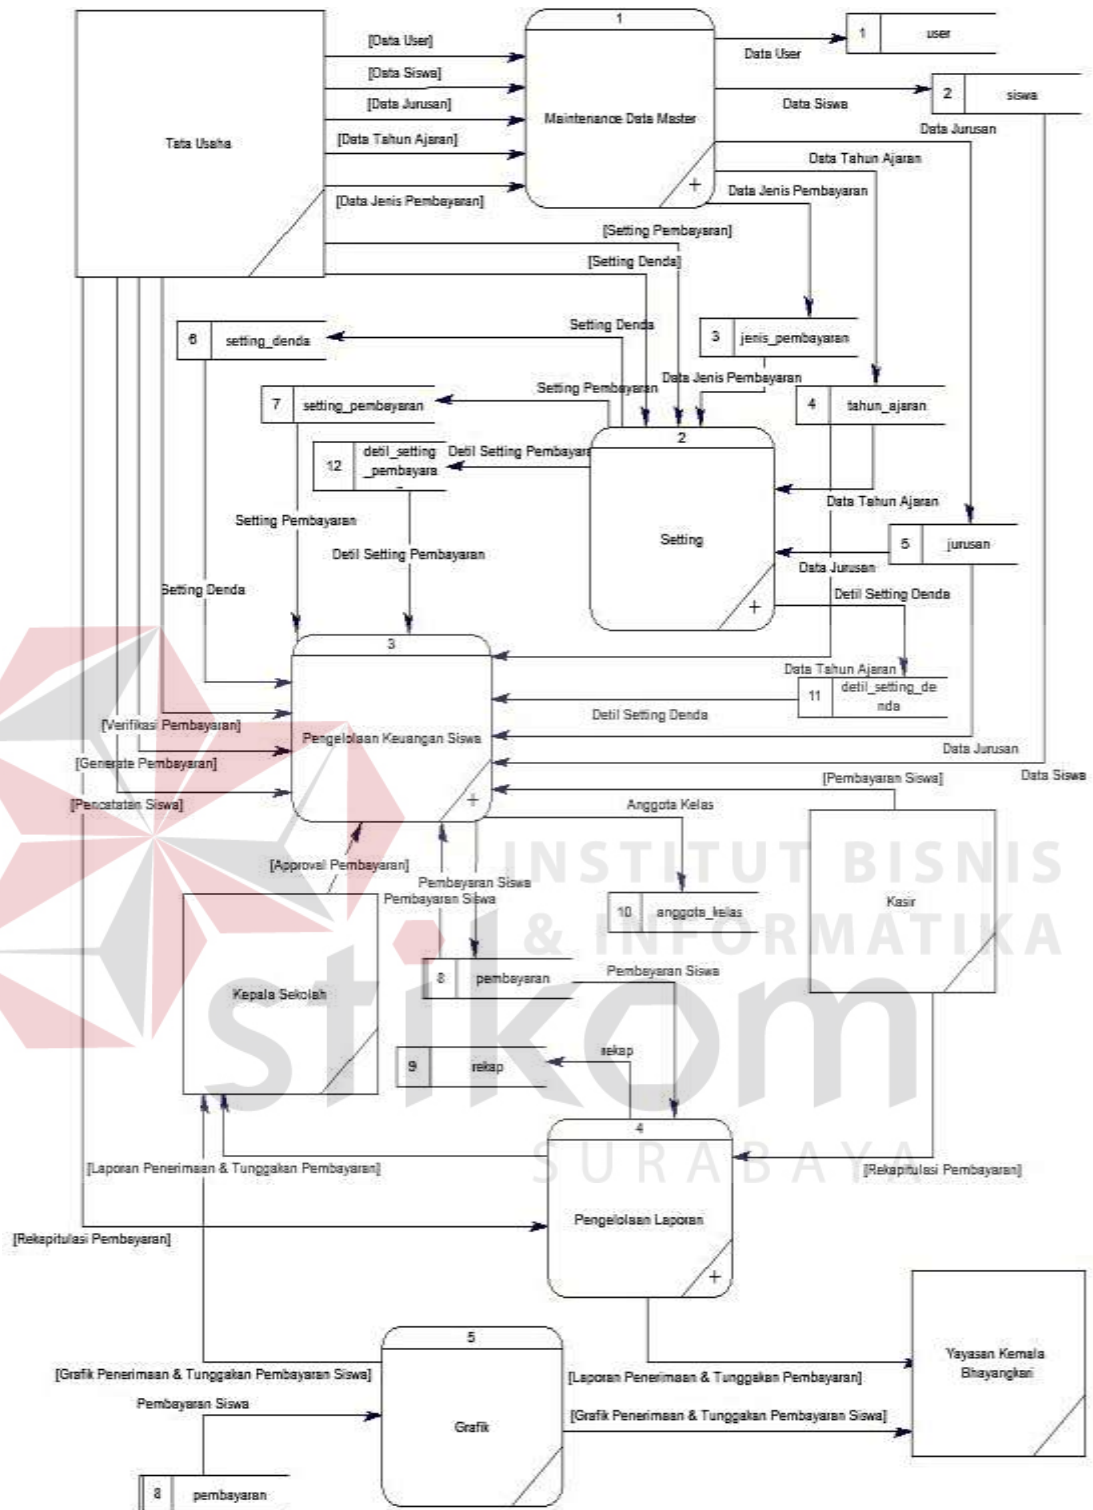 1
[Data User]
1
user
Data User
[Data Siswa]
2
siswa
Data Siswa
[Data Jurusan]
Maintenance Data Master
Data Jurusan
Tata Usaha
[Data Tahun Ajaran]
Data Tahun Ajaran
+
Data Jenis Pembayaran
[Data Jenis Pembayaran]
[Setting Pembayaran]
[Setting Denda]
Setting Denda
6
setting_denda
3
jenis_pembayaran
Data Jenis Pembayaran
Setting Pembayaran
7
setting_pembayaran
4
tahun_ajaran
2
12
detil_setting
_pembayara
Detil Setting Pembayara
Data Tahun Ajaran
Setting Pembayaran
Setting
5
jurusan
Detil Setting Pembayaran
Data Jurusan
Setting Denda
Detil Setting Denda
+
3
Data Tahun Ajaran
11
detil_setting_de
nda
Detil Setting Denda
[Verifikasi Pembayaran]
Pengelolaan Keuangan Siswa
Data Jurusan
[Generate Pembayaran]
[Pembayaran Siswa]
Data Siswa
[Pencatatan Siswa]
+
Anggota Kelas
[Approval Pembayaran]
INSTITUT BISNIS
Pembayaran Siswa
Pembayaran Siswa
Kasir
10
anggota_kelas
& INFORMATIKA
Pembayaran Siswa
8
pembayaran
Kepala Sekolah
stikom
rekap
9
rekap
4
SURABAYA
[Laporan Penerimaan & Tunggakan Pembayaran]
[Rekapitulasi Pembayaran]
Pengelolaan Laporan
[Rekapitulasi Pembayaran]
+
5
Yayasan Kemala
Bhayangkari
[Grafik Penerimaan & Tunggakan Pembayaran Siswa]
[Laporan Penerimaan & Tunggakan Pembayaran]
Pembayaran Siswa
[Grafik Penerimaan & Tunggakan Pembayaran Siswa]
Grafik
8
pembayaran